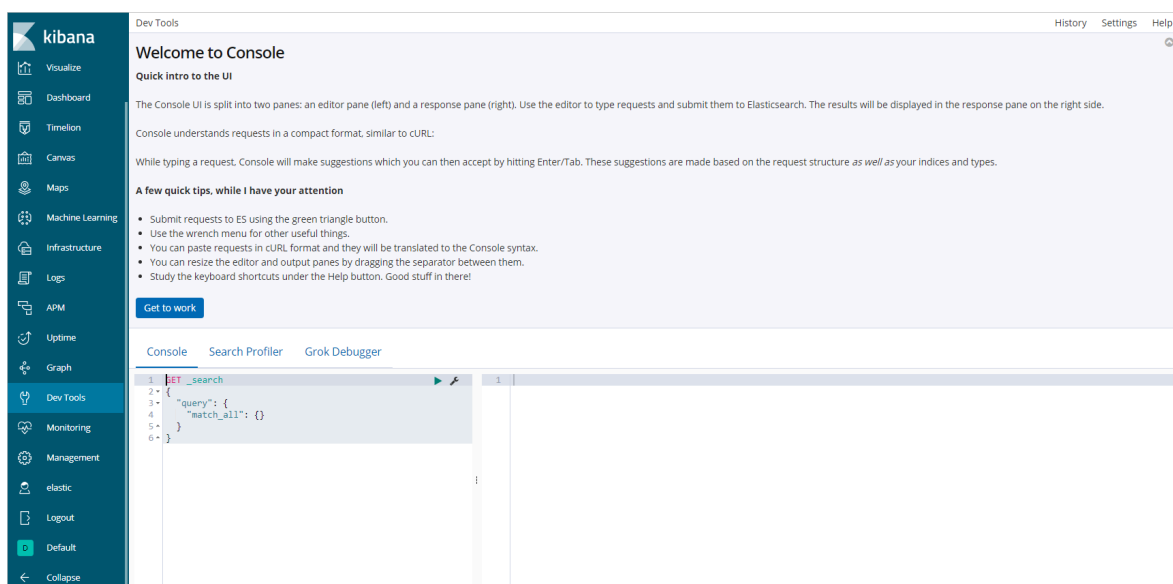 kibana
Visualize
Dashboard
Timelion
Canvas
Maps
Machine Learning
Infrastructure
Logs
APM
Uptime
Graph
Dev Tools
Monitoring
Management
elastic
Logout
D Default
Collapse
Dev Tools
History Settings Help
Welcome to Console
Quick intro to the UI
The Console UI is split into two panes: an editor pane (left) and a response pane (right). Use the editor to type requests and submit them to Elasticsearch. The results will be displayed in the response pane on the right side.
Console understands requests in a compact format, similar to cURL:
While typing a request, Console will make suggestions which you can then accept by hitting Enter/Tab. These suggestions are made based on the request structure as well as your indices and types.
A few quick tips, while I have your attention
• Submit requests to ES using the green triangle button.
• Use the wrench menu for other useful things.
• You can paste requests in cURL format and they will be translated to the Console syntax.
• You can resize the editor and output panes by dragging the separator between them.
• Study the keyboard shortcuts under the Help button. Good stuff in there!
Get to work
Console Search Profiler Grok Debugger
1 GET _search
2 {
3 "query": {
4 "match_all": {}
5 }
6 }
1